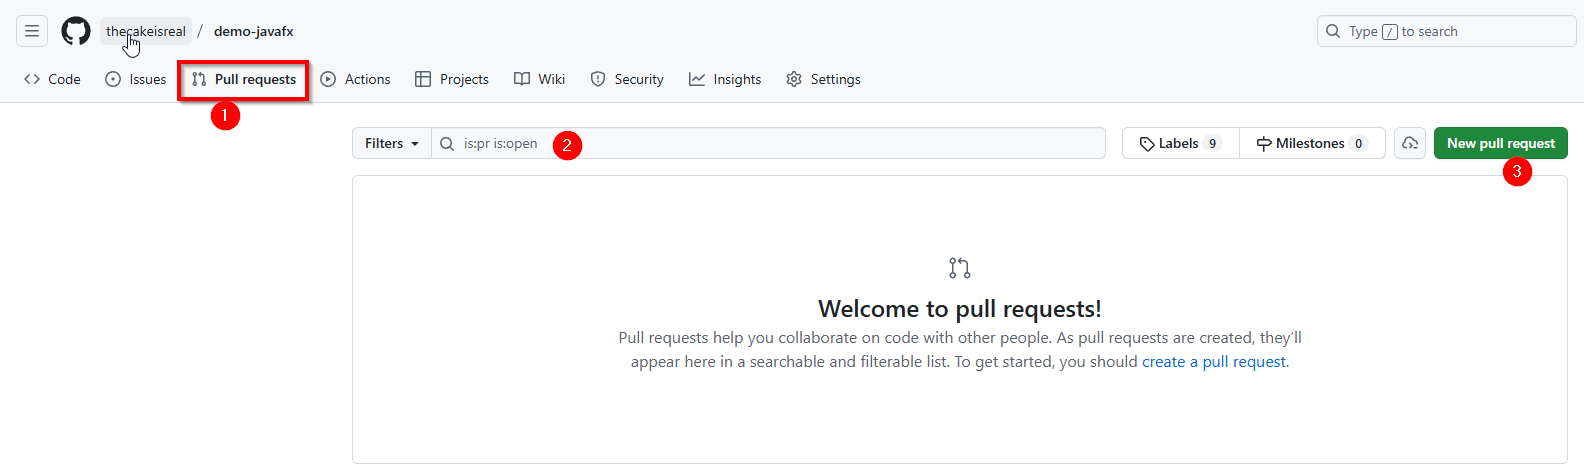 thecakeisreal / demo-javafx
Type / to search
Code Issues Pull requests Actions Projects Wiki Security Insights Settings
1
Filters is:pr is:open 2 Labels 9 Milestones 0 New pull request
3
Welcome to pull requests!
Pull requests help you collaborate on code with other people. As pull requests are created, they’ll
appear here in a searchable and filterable list. To get started, you should create a pull request.